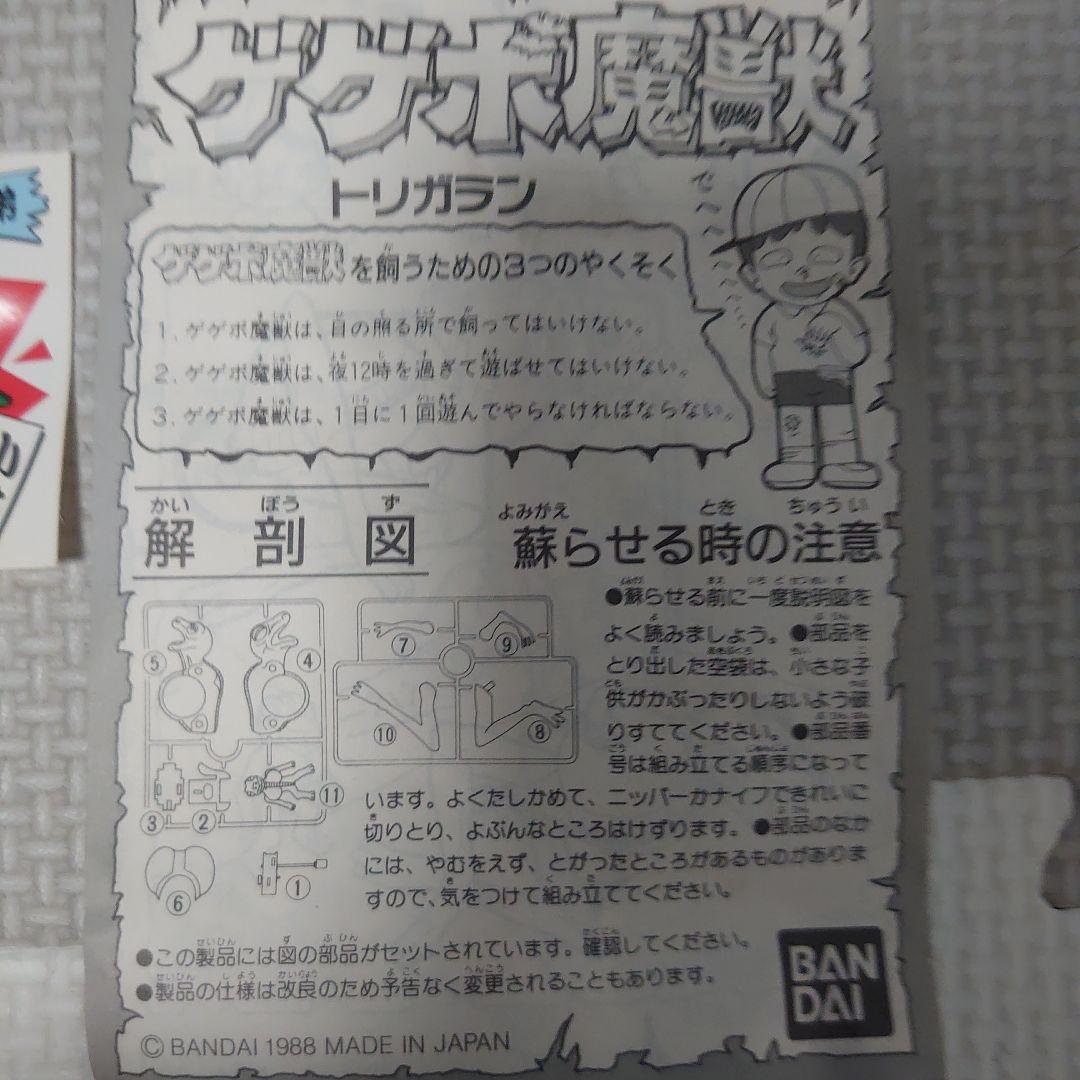 ゲゲボ魔獣
トリガラン
ゲゲボ魔獣を飼うための3つのやくそく
1. ゲゲボ魔獣は、日の照る所で飼ってはいけない。
2. ゲゲボ魔獣は、夜12時を過ぎて遊ばせてはいけない。
3. ゲゲボ魔獣は、1日に1回遊んでやらなければならない。
解剖図
かい ぼう ず
蘇らせる時の注意
よみがえ とき ちゅうい
●蘇らせる前に一度説明図を
よく読みましょう。●部品を
とり出した空袋は、小さな子
供がかぶったりしないよう破
りすててください。●部品番
号は組み立てる順序になって
います。よくたしかめて、ニッパーかナイフできれいに
切りとり、よぶんなところはけずります。●部品のなか
には、やむをえず、とがったところがあるものがありま
すので、気をつけて組み立ててください。
⑤ ④ ⑦ ⑨
⑩ ⑧
③ ② ⑪
⑥ ①
●この製品には図の部品がセットされています。確認してください。
●製品の仕様は改良のため予告なく変更されることもあります。
BAN
DAI
© BANDAI 1988 MADE IN JAPAN